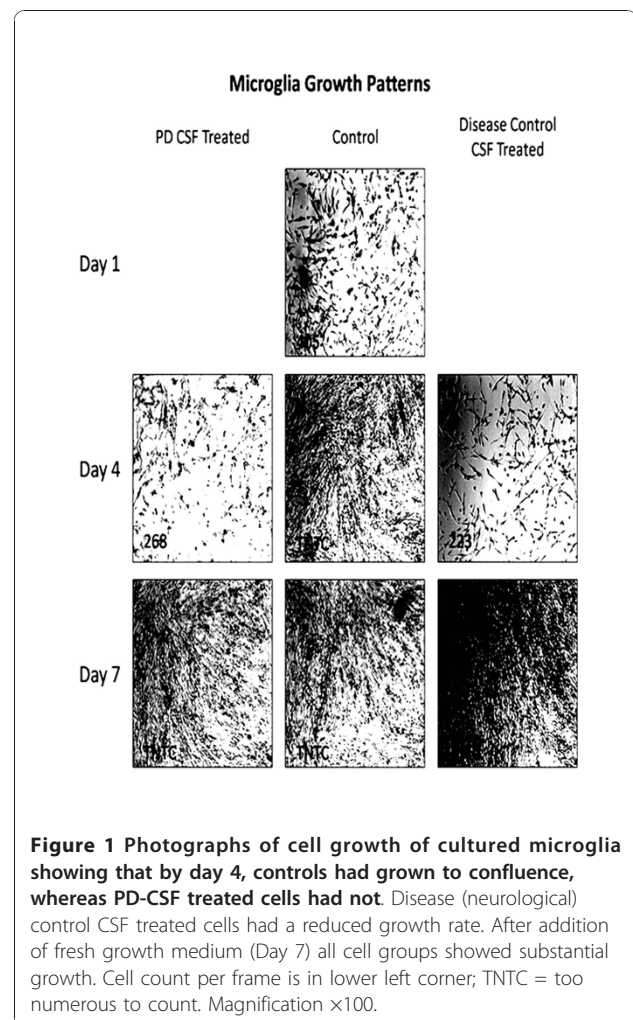 Microglia Growth Patterns
PD CSF Treated
Control
Disease Control
CSF Treated
Day 1
Day 4
268
TNTC
223
Day 7
TNTC
TNTC
Figure 1 Photographs of cell growth of cultured microglia
showing that by day 4, controls had grown to confluence,
whereas PD-CSF treated cells had not. Disease (neurological)
control CSF treated cells had a reduced growth rate. After addition
of fresh growth medium (Day 7) all cell groups showed substantial
growth. Cell count per frame is in lower left corner; TNTC = too
numerous to count. Magnification ×100.